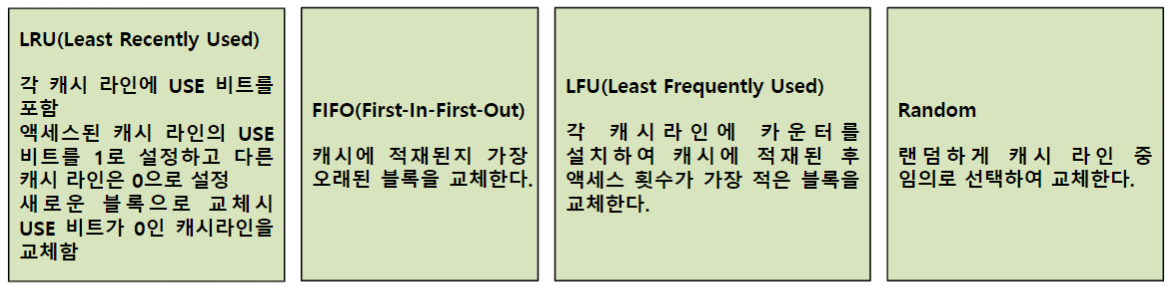 LRU(Least Recently Used)
각 캐시 라인에 USE 비트를
포함
액세스된 캐시 라인의 USE
비트를 1로 설정하고 다른
캐시 라인은 0으로 설정
새로운 블록으로 교체시
USE 비트가 0인 캐시라인을
교체함
FIFO(First-In-First-Out)
캐시에 적재된지 가장
오래된 블록을 교체한다.
LFU(Least Frequently Used)
각 캐시라인에 카운터를
설치하여 캐시에 적재된 후
액세스 횟수가 가장 적은 블록을
교체한다.
Random
랜덤하게 캐시 라인 중
임의로 선택하여 교체한다.